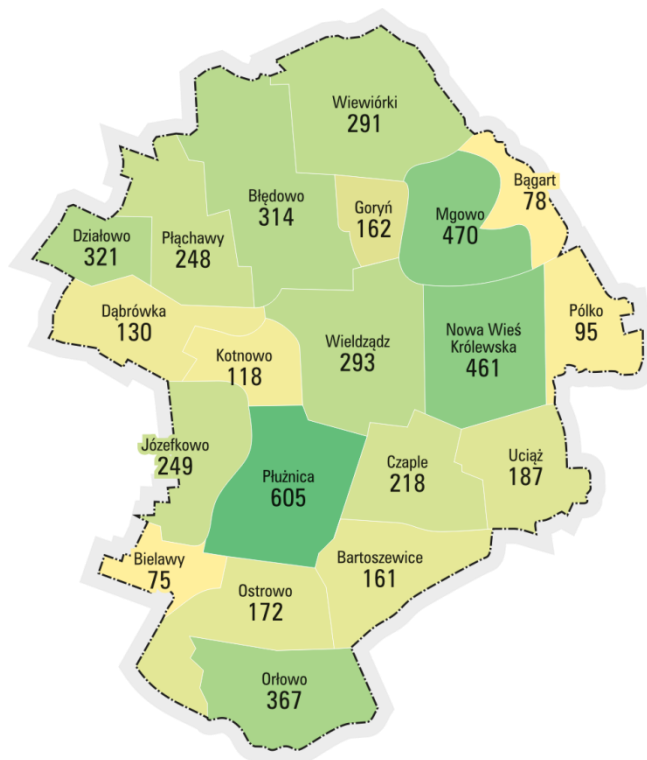 Wiewiórki
291
Bągart
78
Błędowo
314
Goryń
162
Mgowo
470
Działowo
321
Płąchawy
248
Dąbrówka
130
Pólko
95
Nowa Wieś
Królewska
461
Wieldządz
293
Kotnowo
118
Józefkowo
249
Płużnica
605
Czaple
218
Uciąż
187
Bielawy
75
Bartoszewice
161
Ostrowo
172
Orłowo
367